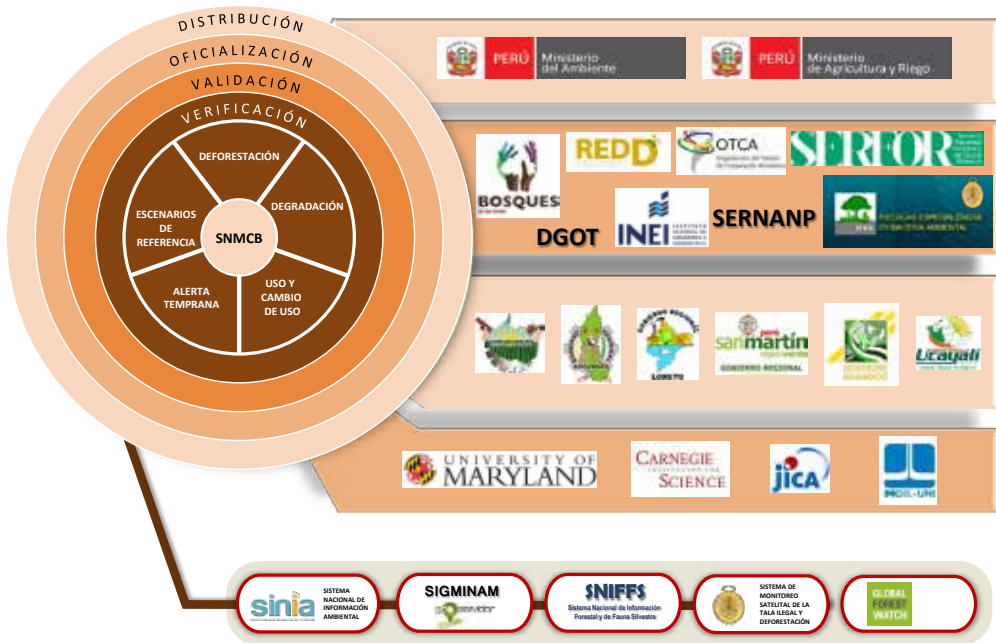 DISTRIBUCIÓN
OFICIALIZACIÓN
VALIDACIÓN
VERIFICACIÓN
DEFORESTACIÓN
DEGRADACIÓN
USO Y
CAMBIO
DE USO
ALERTA
TEMPRANA
ESCENARIOS
DE
REFERENCIA
SNMCB
PERÚ
Ministerio
del Ambiente
PERÚ
Ministerio
de Agricultura y Riego
BOSQUES
REDD
OTCA
SERFOR
DGOT
INEI
SERNANP
LORETO
perú
san martín
GOBIERNO REGIONAL
Ucayali
UNIVERSITY OF
MARYLAND
CARNEGIE
SCIENCE
jICA
sinia
SISTEMA
NACIONAL DE
INFORMACIÓN
AMBIENTAL
SIGMINAM
SNIFFS
Sistema Nacional de Información
Forestal y de Fauna Silvestre
SISTEMA DE
MONITOREO
SATELITAL DE LA
TALA ILEGAL Y
DEFORESTACIÓN
GLOBAL
FOREST
WATCH